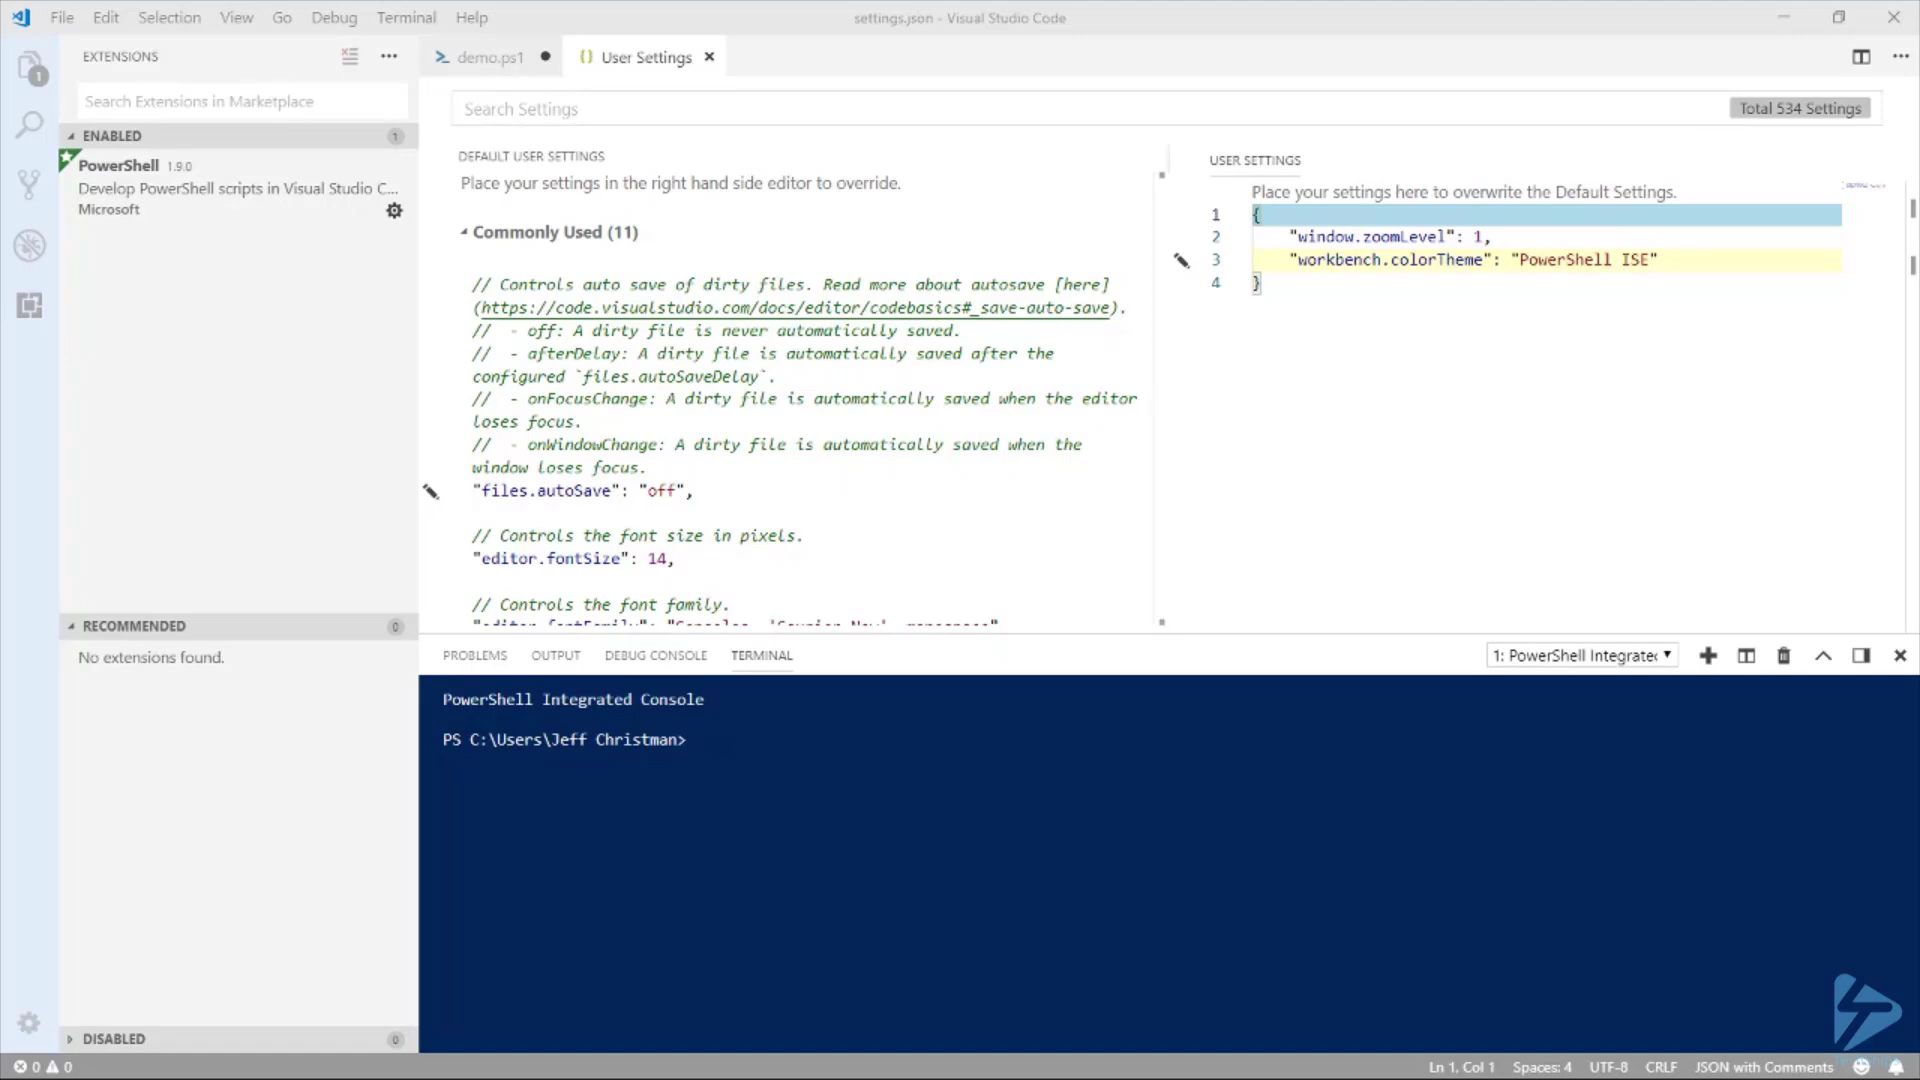 File Edit Selection View Go Debug Terminal Help
settings.json - Visual Studio Code
EXTENSIONS
demo.ps1
User Settings
1
Search Extensions in Marketplace
Search Settings
Total 534 Settings
ENABLED 1
PowerShell 1.9.0
Develop PowerShell scripts in Visual Studio C...
Microsoft
DEFAULT USER SETTINGS
Place your settings in the right hand side editor to override.
Commonly Used (11)
// Controls auto save of dirty files. Read more about autosave [here]
(https://code.visualstudio.com/docs/editor/codebasics#_save-auto-save).
//  - off: A dirty file is never automatically saved.
//  - afterDelay: A dirty file is automatically saved after the
configured `files.autoSaveDelay`.
//  - onFocusChange: A dirty file is automatically saved when the editor
loses focus.
//  - onWindowChange: A dirty file is automatically saved when the
window loses focus.
"files.autoSave": "off",
// Controls the font size in pixels.
"editor.fontSize": 14,
// Controls the font family.
"editor.fontFamily": "Consolas, 'Courier New', monospace"
USER SETTINGS
Place your settings here to overwrite the Default Settings.
1 {
2 "window.zoomLevel": 1,
3 "workbench.colorTheme": "PowerShell ISE"
4 }
RECOMMENDED 0
No extensions found.
DISABLED 0
PROBLEMS OUTPUT DEBUG CONSOLE TERMINAL
1: PowerShell Integrated
PowerShell Integrated Console
PS C:\Users\Jeff Christman>
0 0
Ln 1, Col 1 Spaces: 4 UTF-8 CRLF JSON with Comments